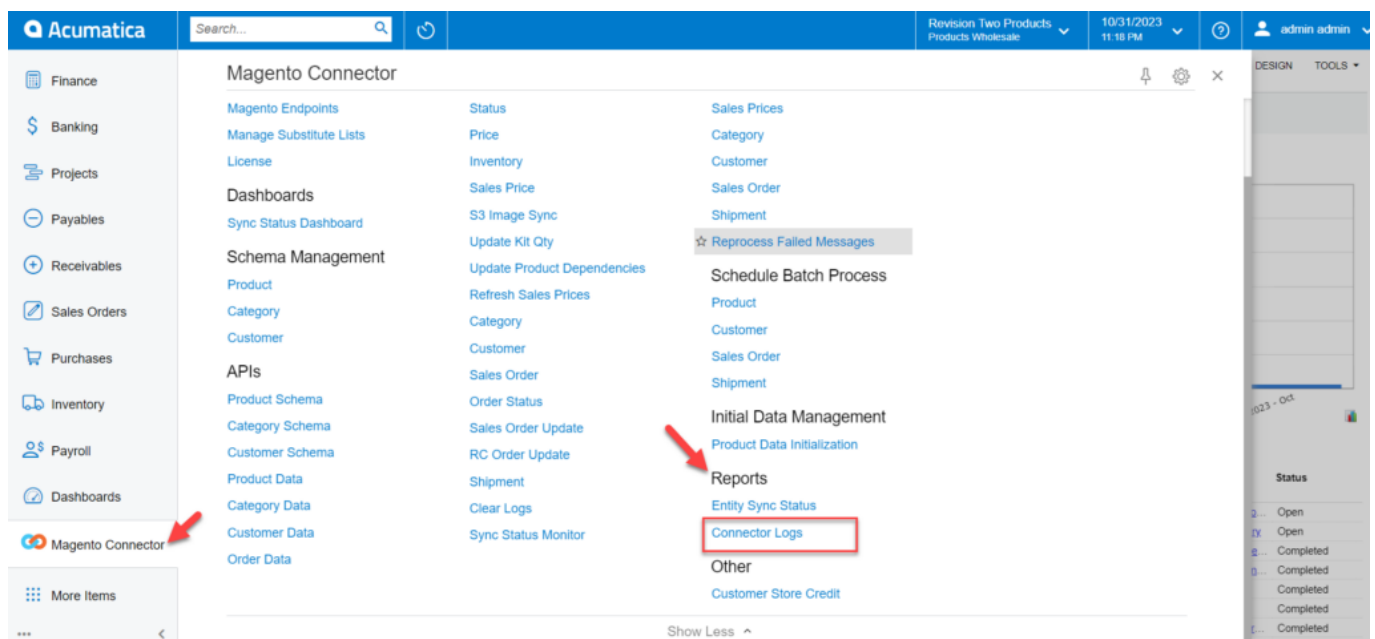 Acumatica
Search...
Revision Two Products
Products Wholesale
10/31/2023
11:18 PM
admin admin
Finance
Banking
Projects
Payables
Receivables
Sales Orders
Purchases
Inventory
Payroll
Dashboards
Magento Connector
More Items
Magento Connector
Magento Endpoints
Manage Substitute Lists
License
Dashboards
Sync Status Dashboard
Schema Management
Product
Category
Customer
APIs
Product Schema
Category Schema
Customer Schema
Product Data
Category Data
Customer Data
Order Data
Status
Price
Inventory
Sales Price
S3 Image Sync
Update Kit Qty
Update Product Dependencies
Refresh Sales Prices
Category
Customer
Sales Order
Order Status
Sales Order Update
RC Order Update
Shipment
Clear Logs
Sync Status Monitor
Sales Prices
Category
Customer
Sales Order
Shipment
Reprocess Failed Messages
Schedule Batch Process
Product
Customer
Sales Order
Shipment
Initial Data Management
Product Data Initialization
Reports
Entity Sync Status
Connector Logs
Other
Customer Store Credit
Show Less
DESIGN TOOLS
2023 - Oct
Status
Open
Open
Completed
Completed
Completed
Completed
Completed